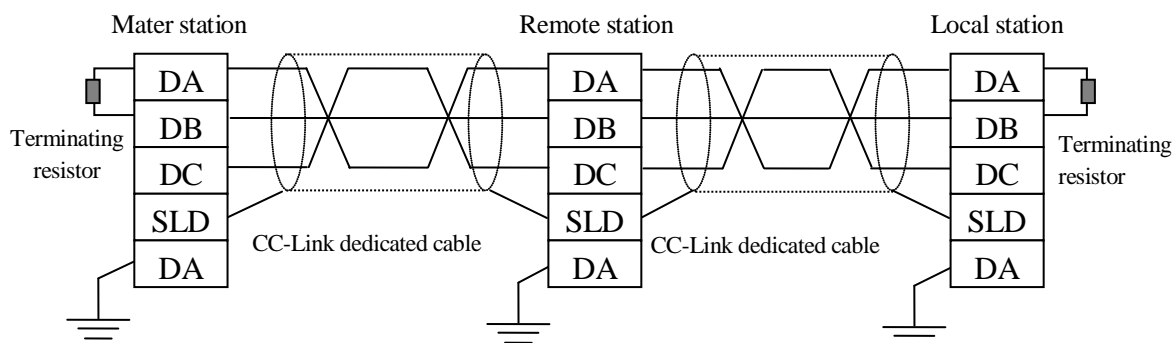 Mater station
Remote station
Local station
DA
DB
DC
SLD
DA
Terminating
resistor
CC-Link dedicated cable
DA
DB
DC
SLD
DA
CC-Link dedicated cable
DA
DB
DC
SLD
DA
Terminating
resistor